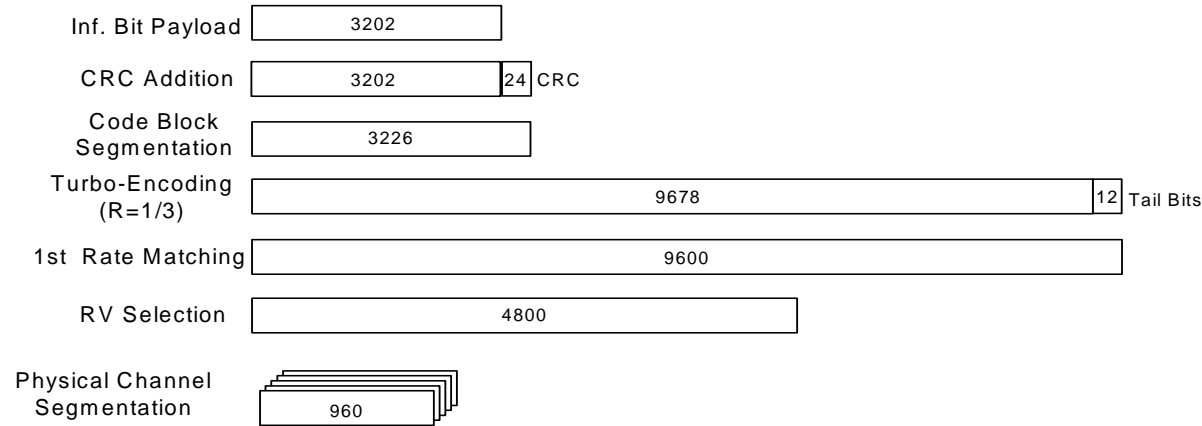 Inf. Bit Payload 3202
CRC Addition 3202 24 CRC
Code Block
Segmentation 3226
Turbo-Encoding
(R=1/3) 9678 12 Tail Bits
1st Rate Matching 9600
RV Selection 4800
Physical Channel
Segmentation 960